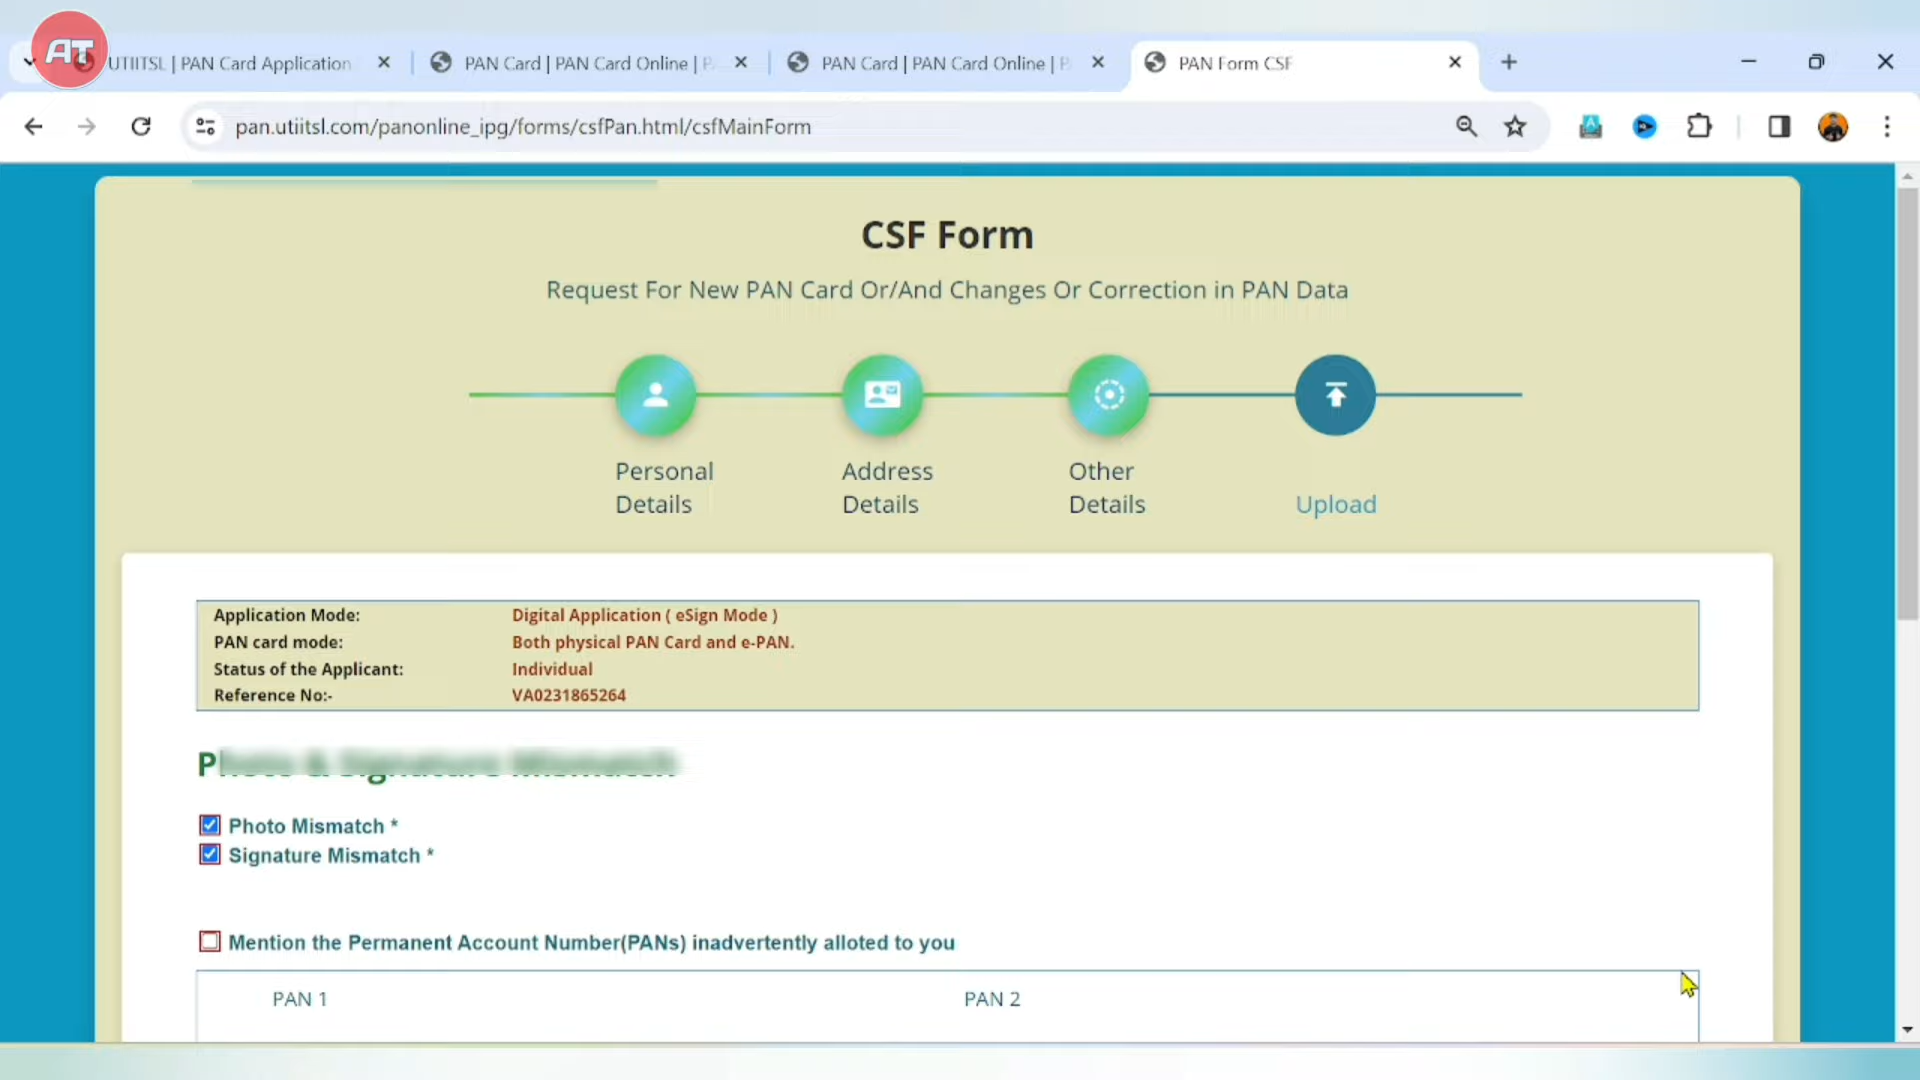 AT
UTIITSL | PAN Card Application
PAN Card | PAN Card Online | P
PAN Card | PAN Card Online | P
PAN Form CSF
pan.utiitsl.com/panonline_ipg/forms/csfPan.html/csfMainForm
CSF Form
Request For New PAN Card Or/And Changes Or Correction in PAN Data
Personal Details
Address Details
Other Details
Upload
Application Mode: Digital Application ( eSign Mode )
PAN card mode: Both physical PAN Card and e-PAN.
Status of the Applicant: Individual
Reference No:- VA0231865264
Photo & Signature Mismatch
Photo Mismatch *
Signature Mismatch *
Mention the Permanent Account Number(PANs) inadvertently alloted to you
PAN 1 PAN 2